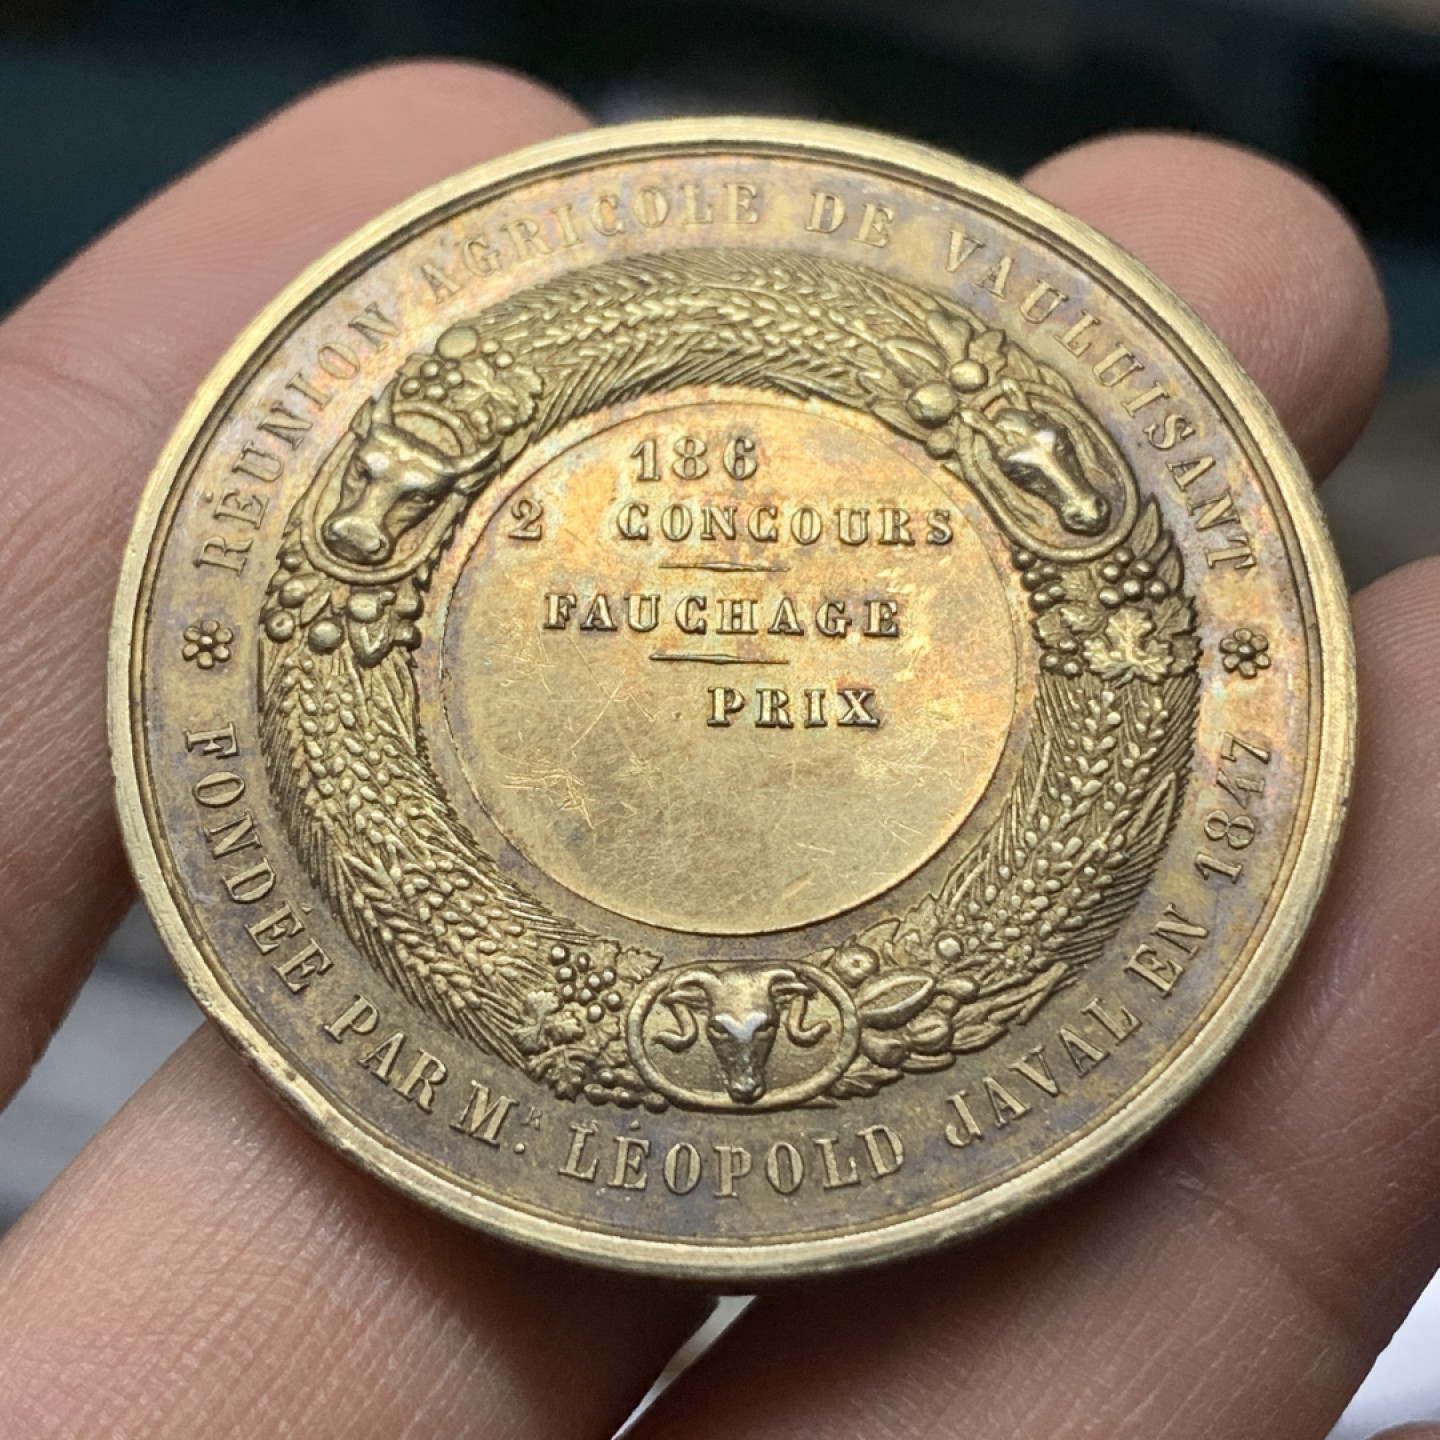 RÉUNION AGRICOLE DE VAULUISANT
186
2 CONCOURS
FAUCHAGE
PRIX
FONDÉE PAR MR. LÉOPOLD JAVAL EN 1847